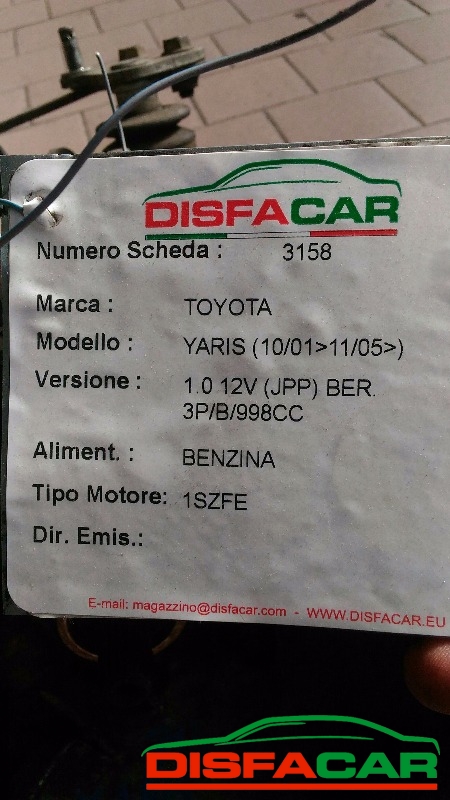 DISFACAR
Numero Scheda : 3158
Marca : TOYOTA
Modello : YARIS (10/01>11/05>)
Versione : 1.0 12V (JPP) BER.
3P/B/998CC
Aliment. : BENZINA
Tipo Motore: 1SZFE
Dir. Emis.:
E-mail: magazzino@disfacar.com - WWW.DISFACAR.EU
DISFACAR